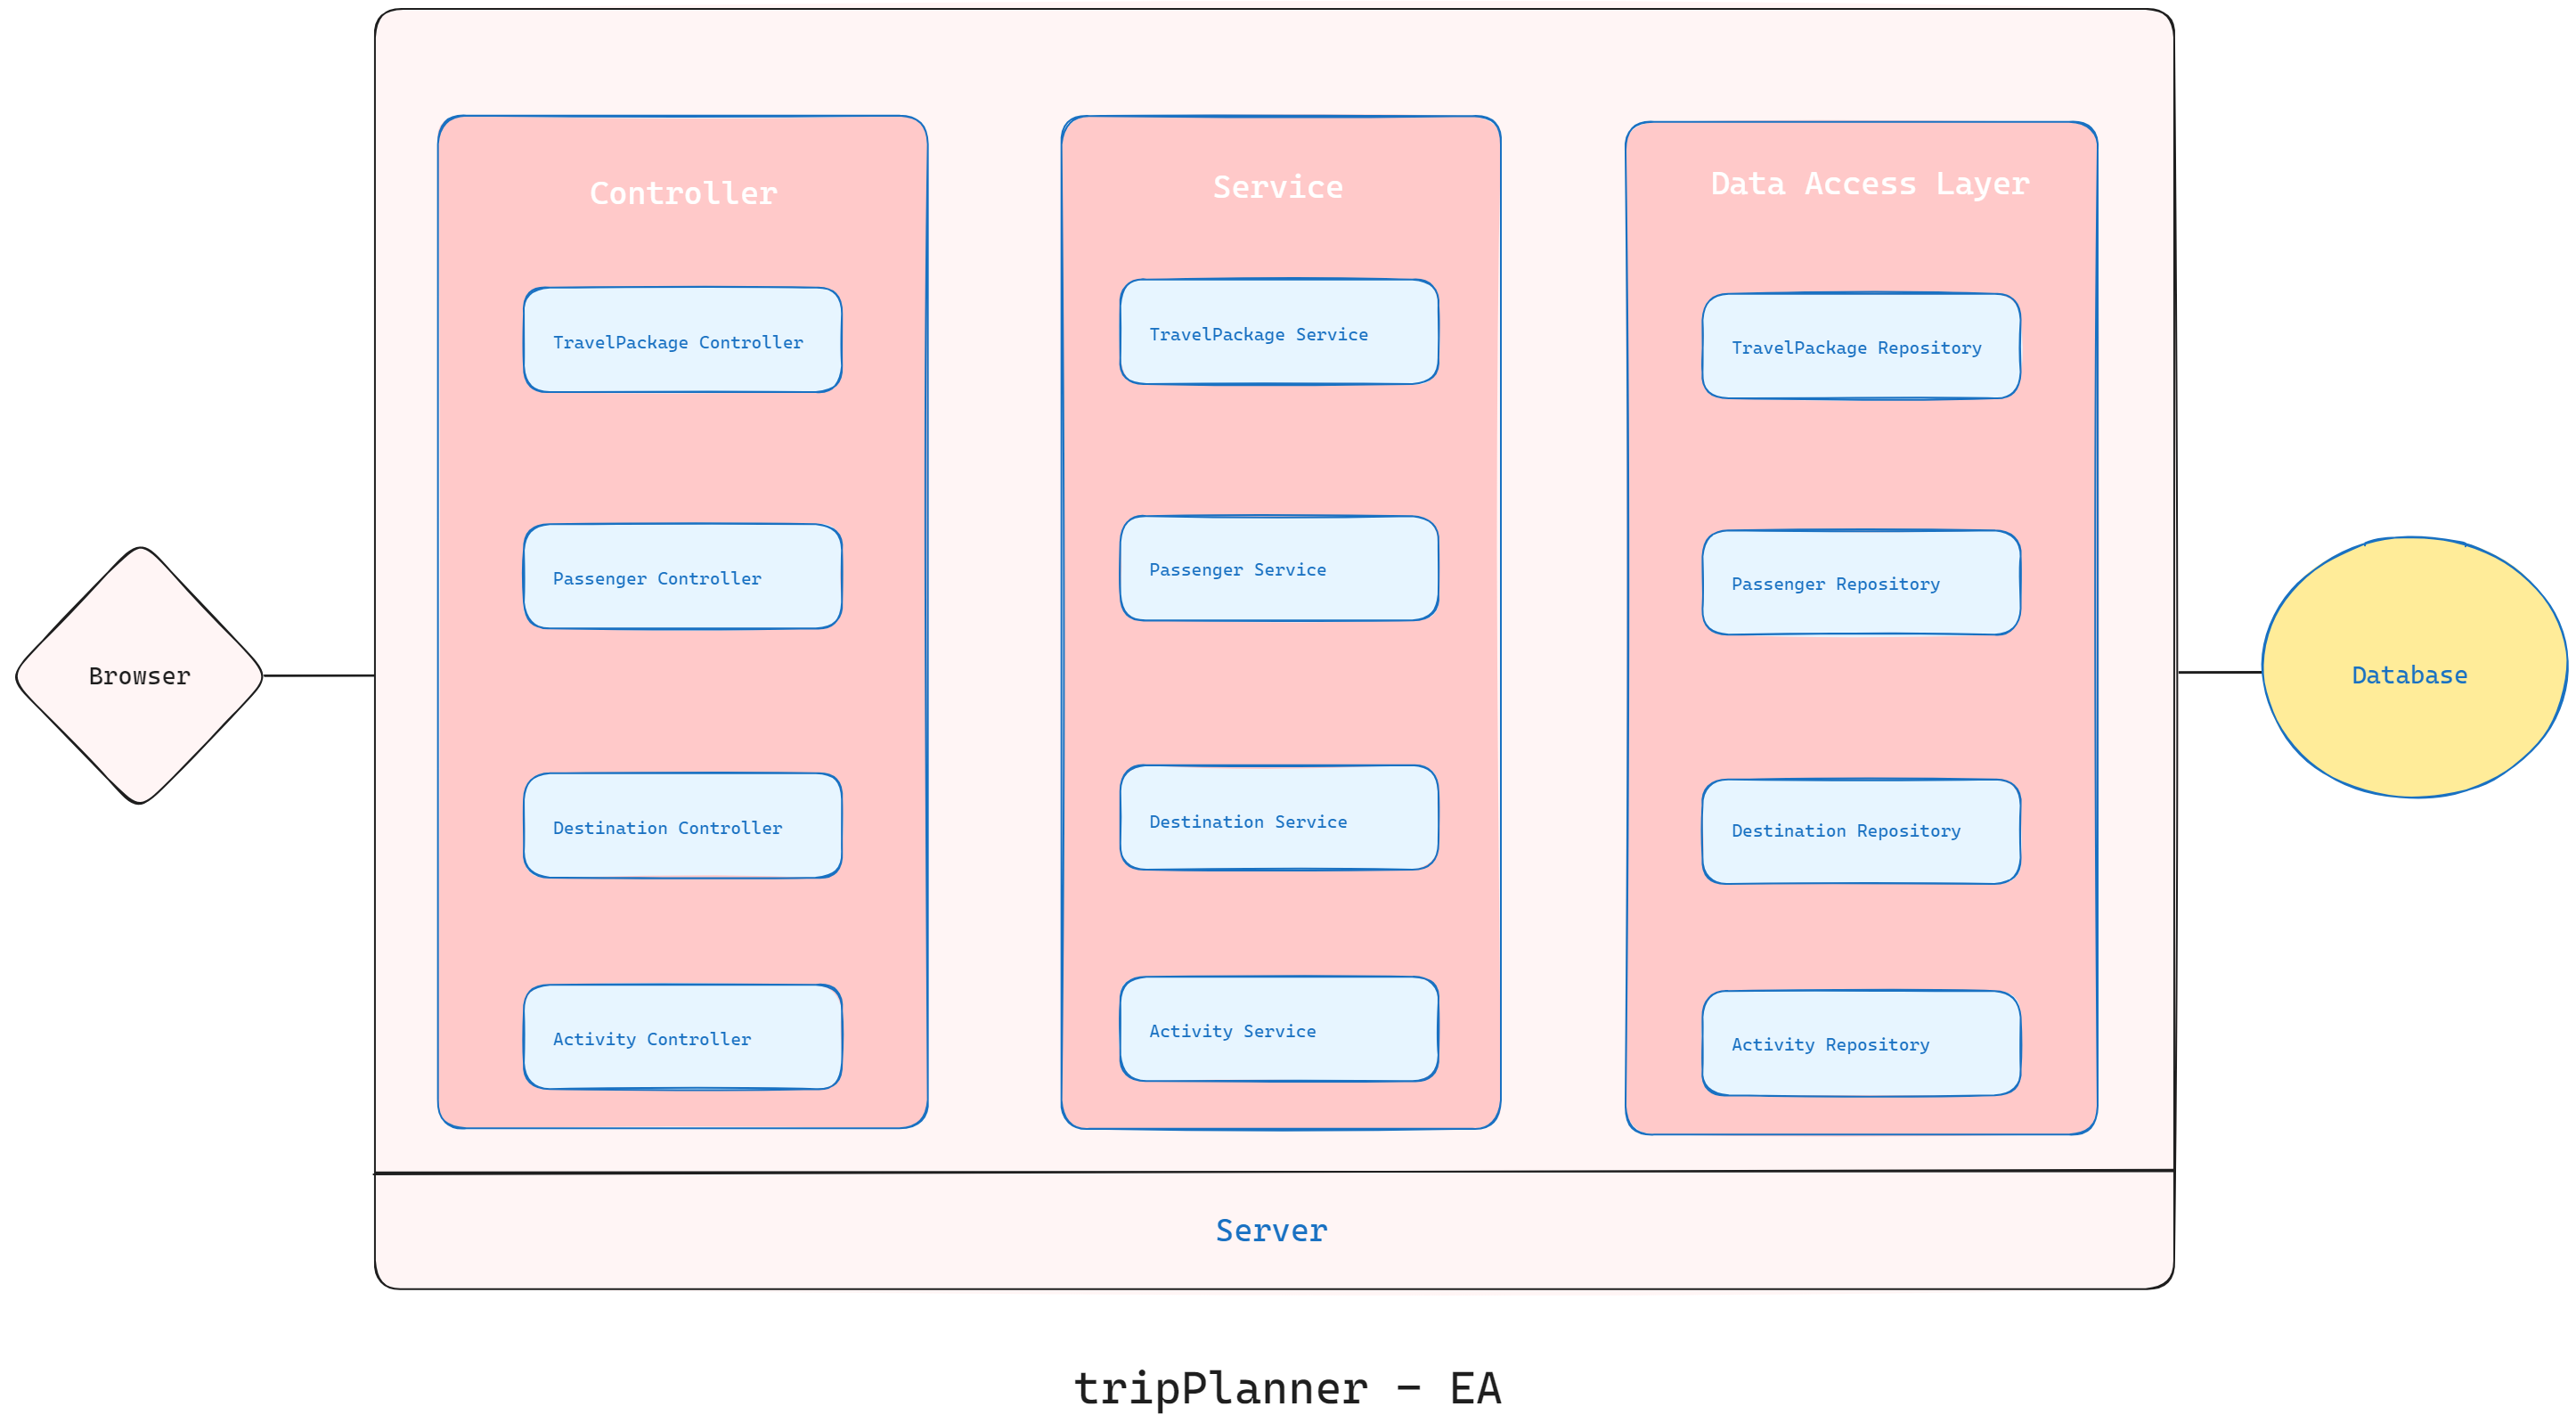 Browser
Controller
TravelPackage Controller
Passenger Controller
Destination Controller
Activity Controller
Service
TravelPackage Service
Passenger Service
Destination Service
Activity Service
Data Access Layer
TravelPackage Repository
Passenger Repository
Destination Repository
Activity Repository
Database
Server
tripPlanner - EA